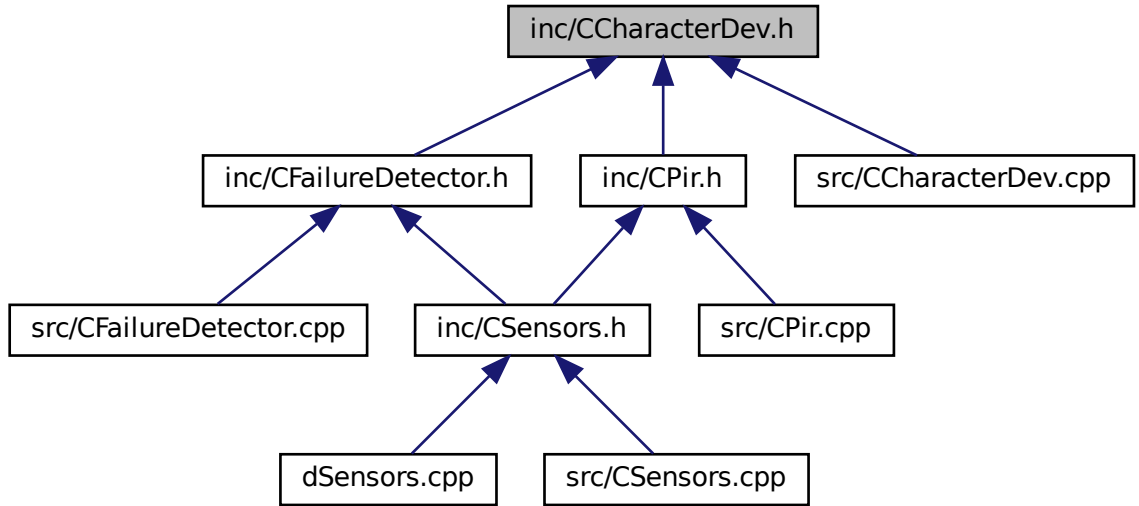 inc/CCharacterDev.h
inc/CFailureDetector.h
inc/CPir.h
src/CCharacterDev.cpp
src/CFailureDetector.cpp
inc/CSensors.h
src/CPir.cpp
dSensors.cpp
src/CSensors.cpp